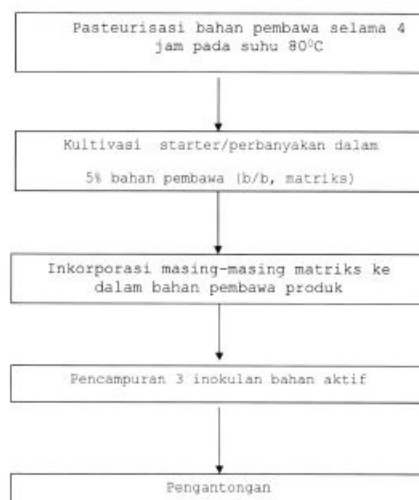 Pasteurisasi bahan pembawa selama 4
jam pada suhu 80⁰C
Kultivasi starter/perbanyakan dalam
5% bahan pembawa (b/b, matriks)
Inkorporasi masing-masing matriks ke
dalam bahan pembawa produk
Pencampuran 3 inokulan bahan aktif
Pengantongan